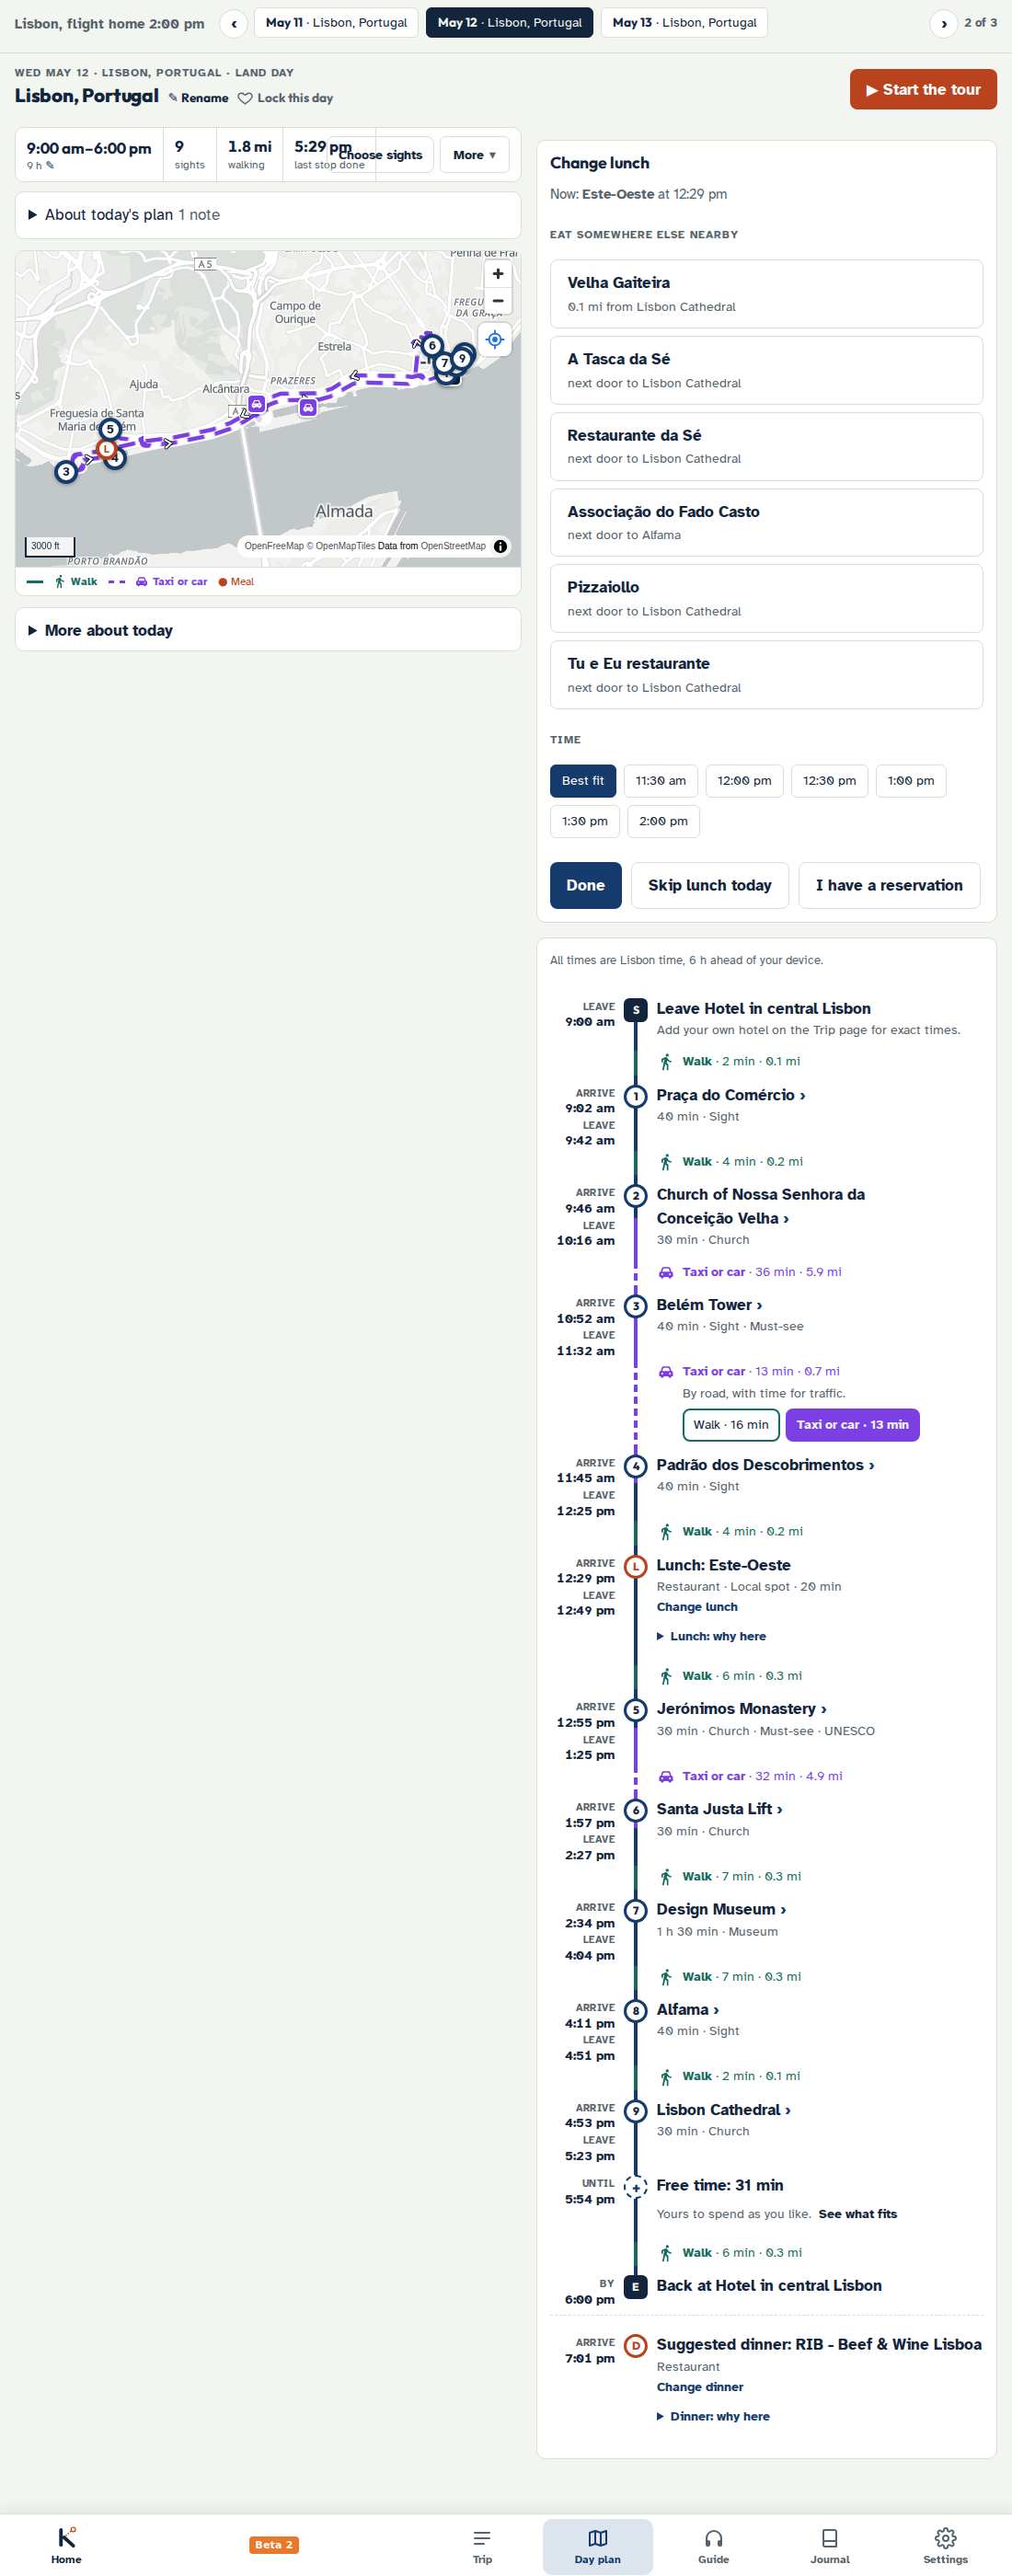 Lisbon, flight home 2:00 pm
‹
May 11 · Lisbon, Portugal
May 12 · Lisbon, Portugal
May 13 · Lisbon, Portugal
›
2 of 3
WED MAY 12 · LISBON, PORTUGAL · LAND DAY
Lisbon, Portugal
✎ Rename
Lock this day
▶ Start the tour
9:00 am–6:00 pm
9 h ✎
9
sights
1.8 mi
walking
5:29 pm
last stop done
Choose sights
More ▾
▶ About today's plan 1 note
A 5
Campo de
Ourique
FREGU
DA GRAÇA
Estrela
PRAZERES
Ajuda
Alcântara
Freguesia de Santa
Maria de
ém
Almada
PORTO BRANDÃO
3
5
L
4
6
7
9
+
−
3000 ft
OpenFreeMap © OpenMapTiles Data from OpenStreetMap
Walk
Taxi or car
Meal
▶ More about today
Change lunch
Now: Este-Oeste at 12:29 pm
EAT SOMEWHERE ELSE NEARBY
Velha Gaiteira
0.1 mi from Lisbon Cathedral
A Tasca da Sé
next door to Lisbon Cathedral
Restaurante da Sé
next door to Lisbon Cathedral
Associação do Fado Casto
next door to Alfama
Pizzaiollo
next door to Lisbon Cathedral
Tu e Eu restaurante
next door to Lisbon Cathedral
TIME
Best fit
11:30 am
12:00 pm
12:30 pm
1:00 pm
1:30 pm
2:00 pm
Done
Skip lunch today
I have a reservation
All times are Lisbon time, 6 h ahead of your device.
LEAVE
9:00 am
S
Leave Hotel in central Lisbon
Add your own hotel on the Trip page for exact times.
Walk · 2 min · 0.1 mi
ARRIVE
9:02 am
LEAVE
9:42 am
1
Praça do Comércio ›
40 min · Sight
Walk · 4 min · 0.2 mi
ARRIVE
9:46 am
LEAVE
10:16 am
2
Church of Nossa Senhora da
Conceição Velha ›
30 min · Church
Taxi or car · 36 min · 5.9 mi
ARRIVE
10:52 am
LEAVE
11:32 am
3
Belém Tower ›
40 min · Sight · Must-see
Taxi or car · 13 min · 0.7 mi
By road, with time for traffic.
Walk · 16 min
Taxi or car · 13 min
ARRIVE
11:45 am
LEAVE
12:25 pm
4
Padrão dos Descobrimentos ›
40 min · Sight
Walk · 4 min · 0.2 mi
ARRIVE
12:29 pm
LEAVE
12:49 pm
L
Lunch: Este-Oeste
Restaurant · Local spot · 20 min
Change lunch
▶ Lunch: why here
Walk · 6 min · 0.3 mi
ARRIVE
12:55 pm
LEAVE
1:25 pm
5
Jerónimos Monastery ›
30 min · Church · Must-see · UNESCO
Taxi or car · 32 min · 4.9 mi
ARRIVE
1:57 pm
LEAVE
2:27 pm
6
Santa Justa Lift ›
30 min · Church
Walk · 7 min · 0.3 mi
ARRIVE
2:34 pm
LEAVE
4:04 pm
7
Design Museum ›
1 h 30 min · Museum
Walk · 7 min · 0.3 mi
ARRIVE
4:11 pm
LEAVE
4:51 pm
8
Alfama ›
40 min · Sight
Walk · 2 min · 0.1 mi
ARRIVE
4:53 pm
LEAVE
5:23 pm
9
Lisbon Cathedral ›
30 min · Church
UNTIL
5:54 pm
+
Free time: 31 min
Yours to spend as you like. See what fits
Walk · 6 min · 0.3 mi
BY
6:00 pm
E
Back at Hotel in central Lisbon
ARRIVE
7:01 pm
D
Suggested dinner: RIB - Beef & Wine Lisboa
Restaurant
Change dinner
▶ Dinner: why here
Home
Beta 2
Trip
Day plan
Guide
Journal
Settings